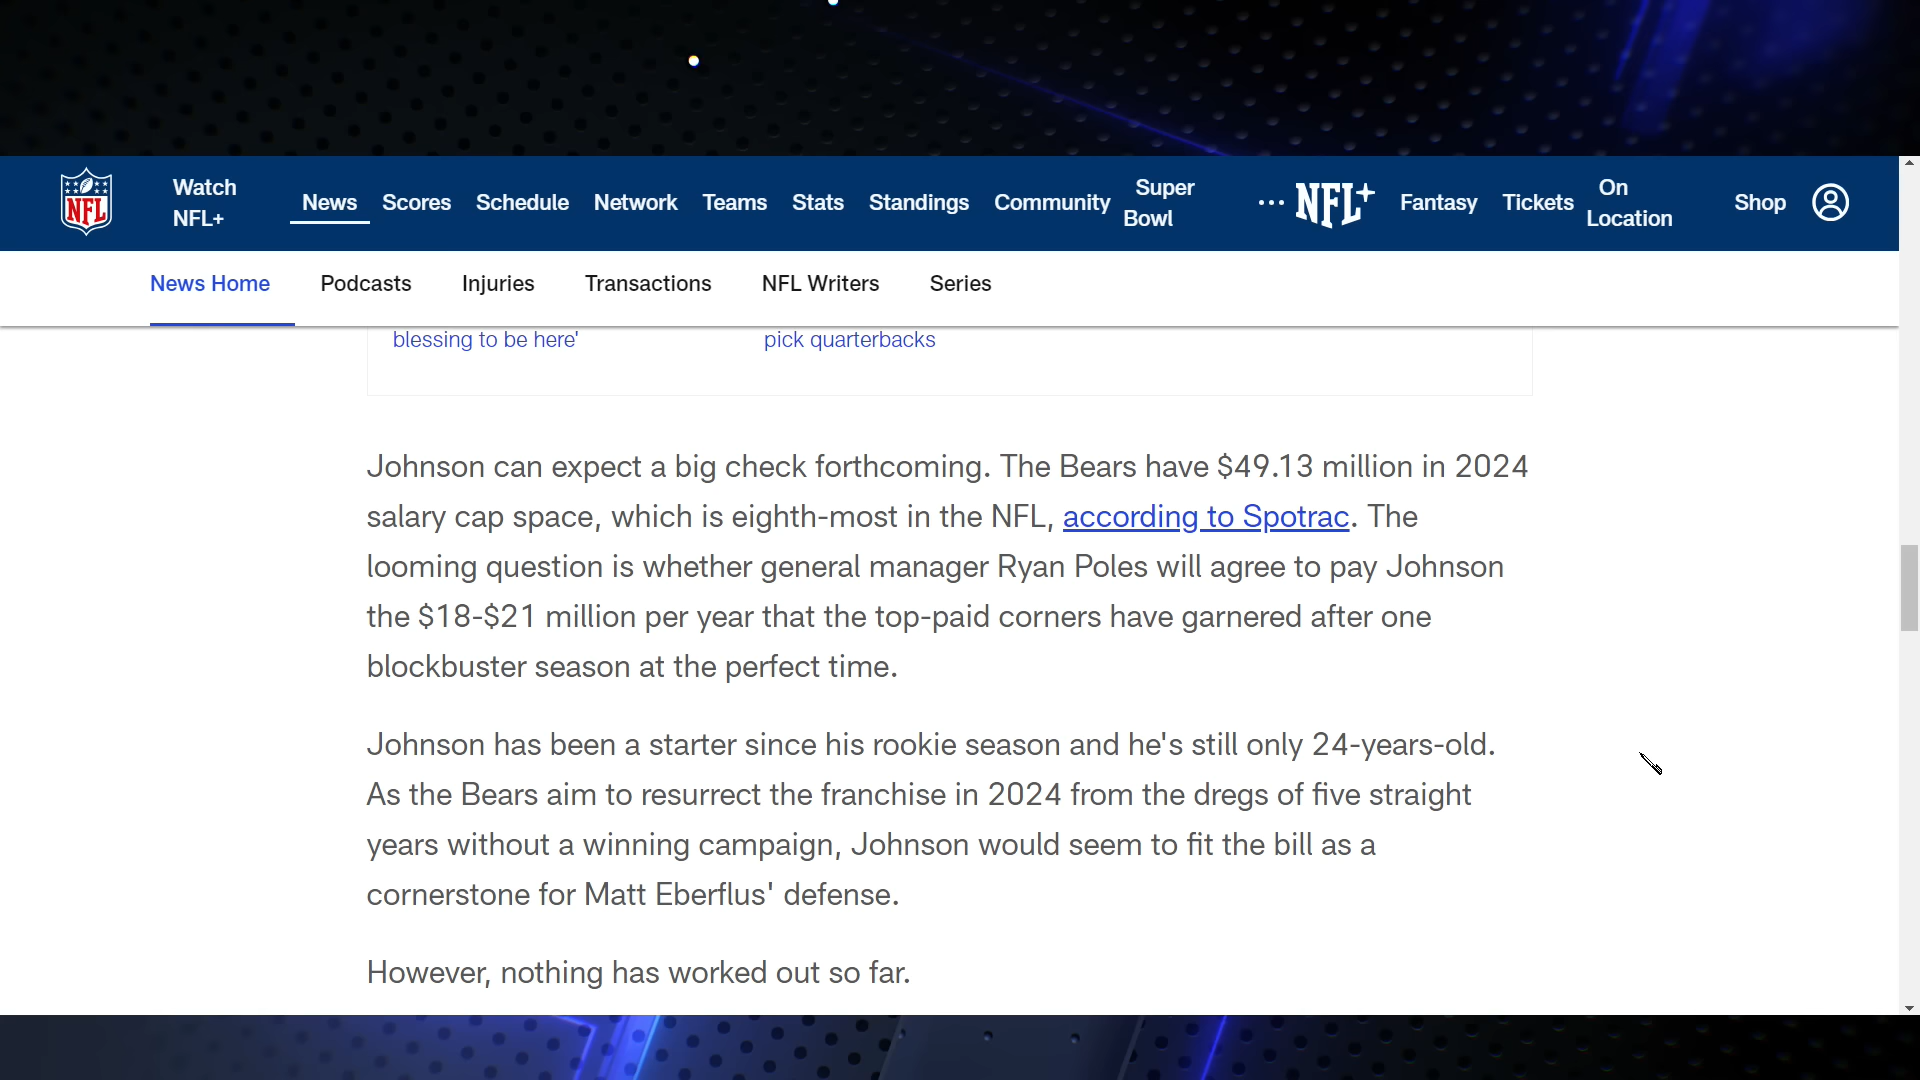 NFL
Watch
NFL+
News
Scores
Schedule
Network
Teams
Stats
Standings
Community
Super
Bowl
NFL+
Fantasy
Tickets
On
Location
Shop
News Home
Podcasts
Injuries
Transactions
NFL Writers
Series
blessing to be here'
pick quarterbacks
Johnson can expect a big check forthcoming. The Bears have $49.13 million in 2024
salary cap space, which is eighth-most in the NFL, according to Spotrac. The
looming question is whether general manager Ryan Poles will agree to pay Johnson
the $18-$21 million per year that the top-paid corners have garnered after one
blockbuster season at the perfect time.
Johnson has been a starter since his rookie season and he's still only 24-years-old.
As the Bears aim to resurrect the franchise in 2024 from the dregs of five straight
years without a winning campaign, Johnson would seem to fit the bill as a
cornerstone for Matt Eberflus' defense.
However, nothing has worked out so far.